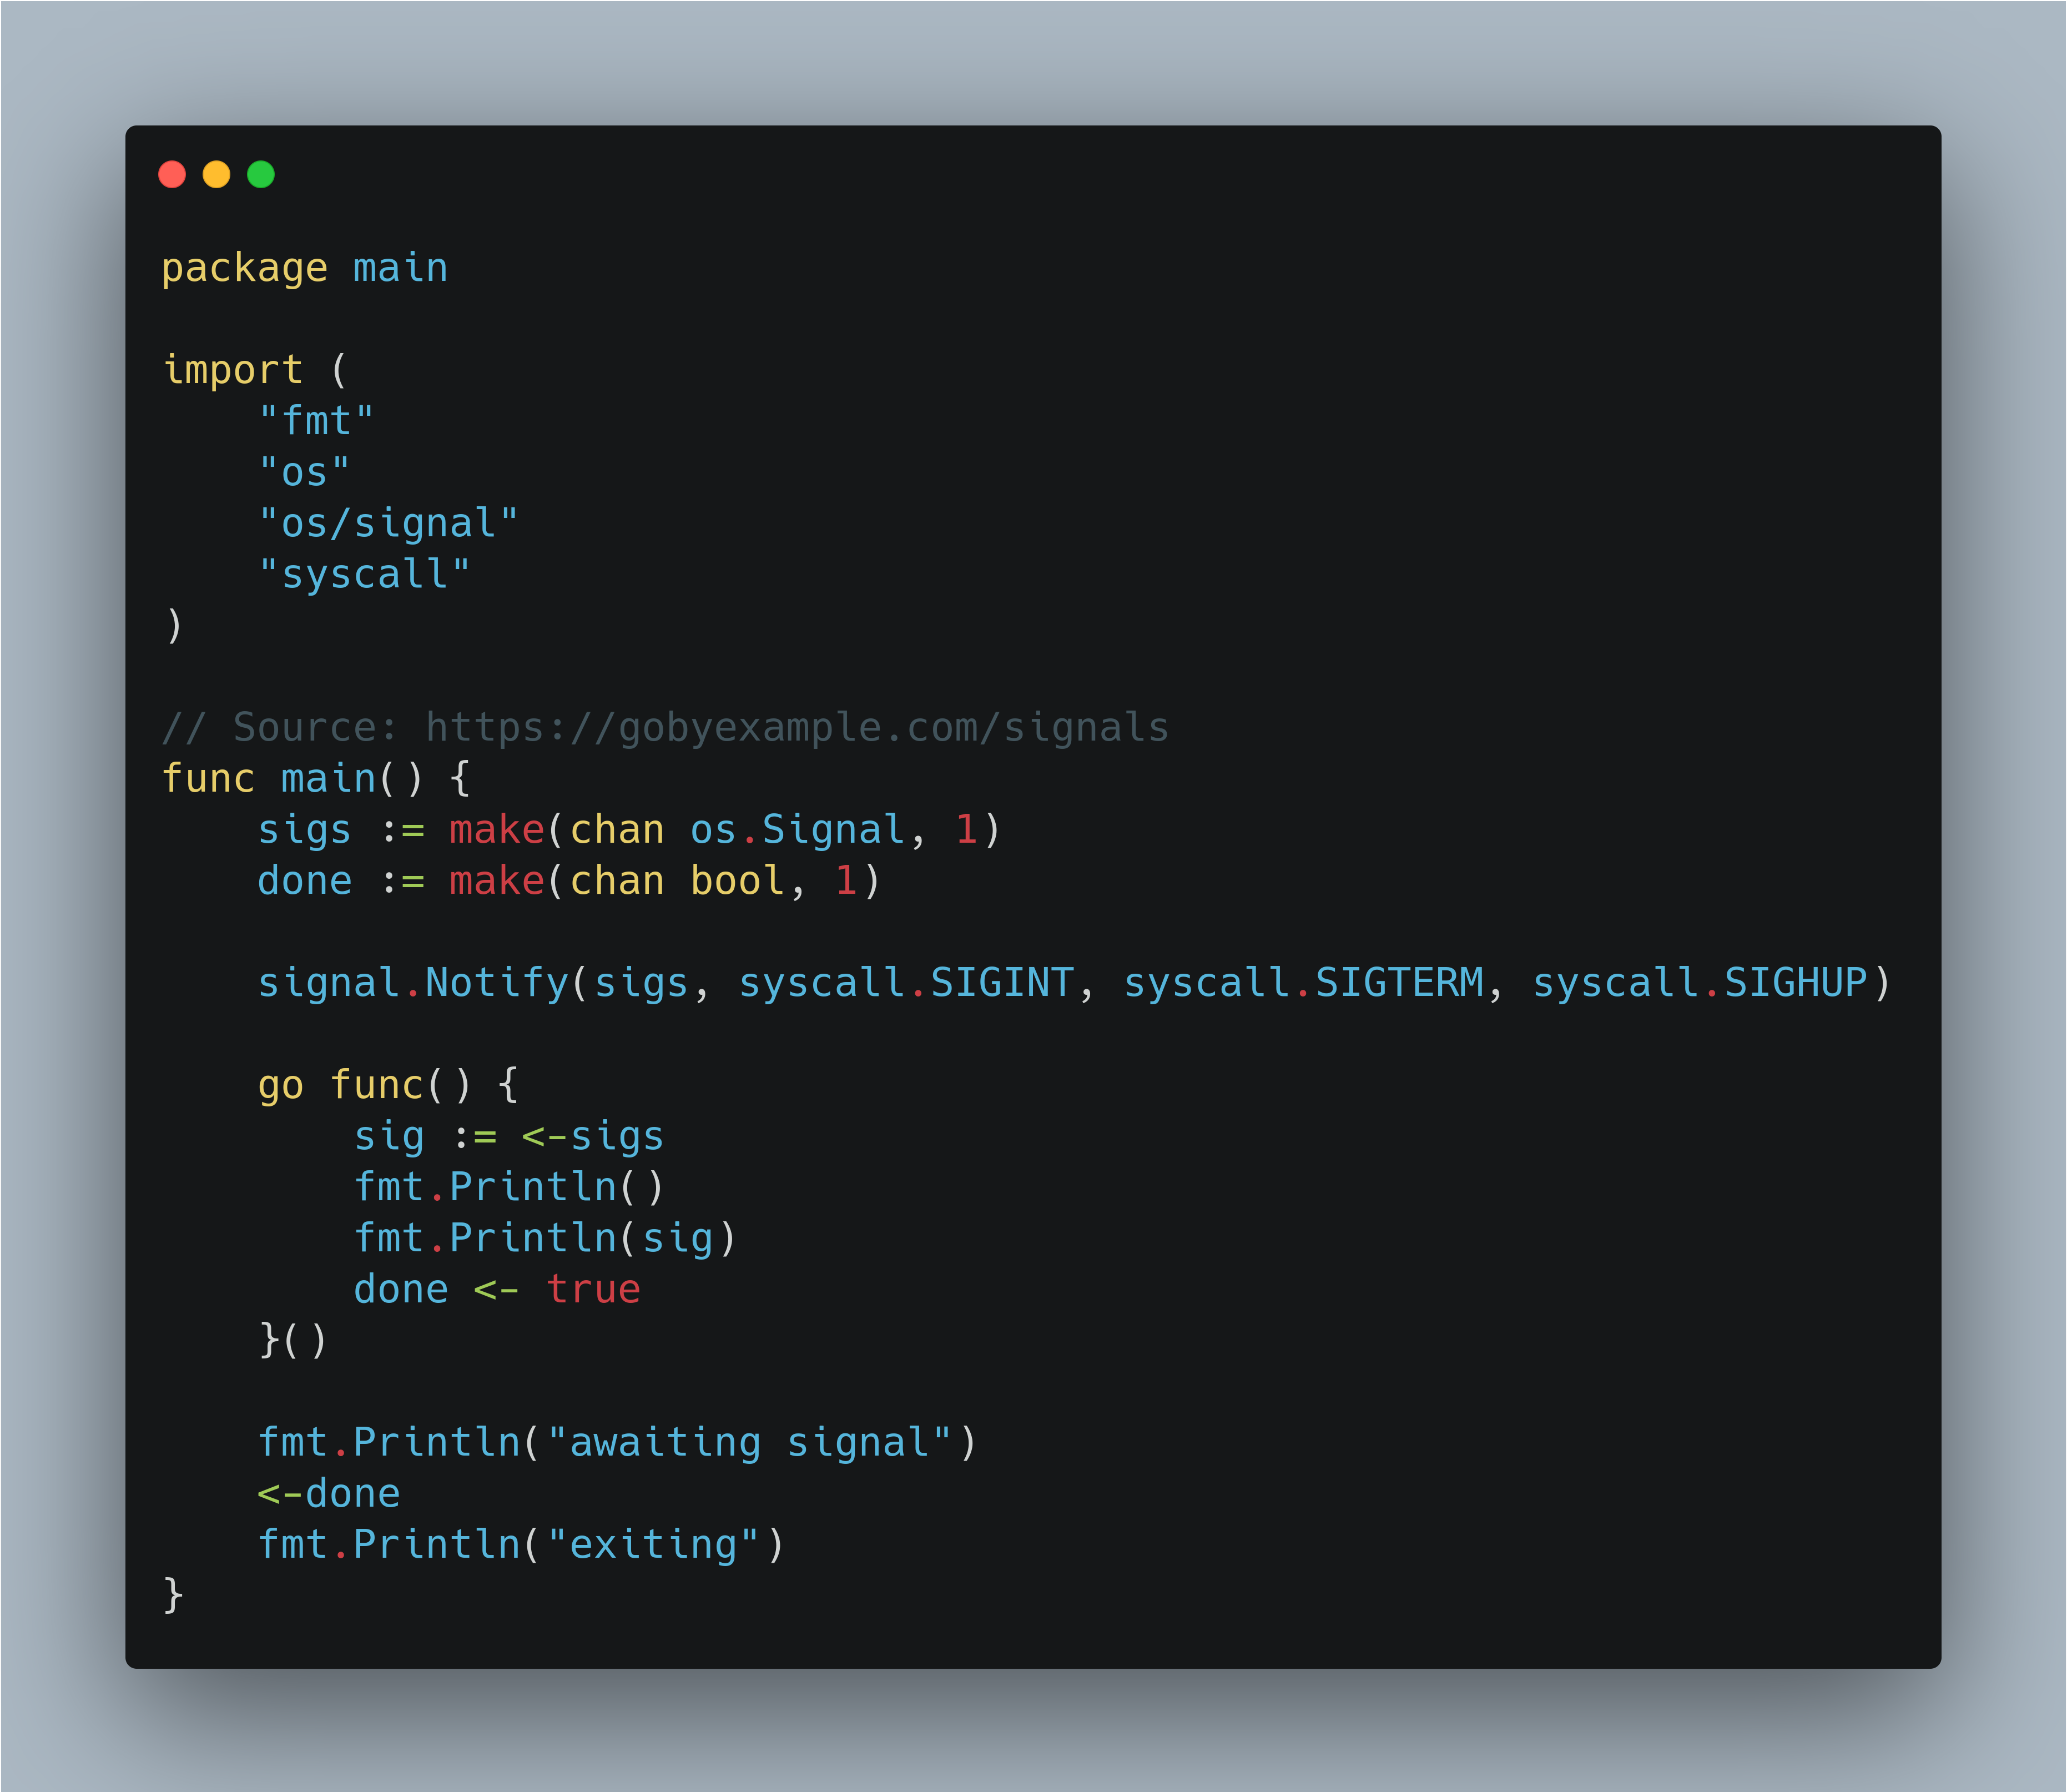 package main

import (
    "fmt"
    "os"
    "os/signal"
    "syscall"
)

// Source: https://gobyexample.com/signals
func main() {
    sigs := make(chan os.Signal, 1)
    done := make(chan bool, 1)

    signal.Notify(sigs, syscall.SIGINT, syscall.SIGTERM, syscall.SIGHUP)

    go func() {
        sig := <-sigs
        fmt.Println()
        fmt.Println(sig)
        done <- true
    }()

    fmt.Println("awaiting signal")
    <-done
    fmt.Println("exiting")
}